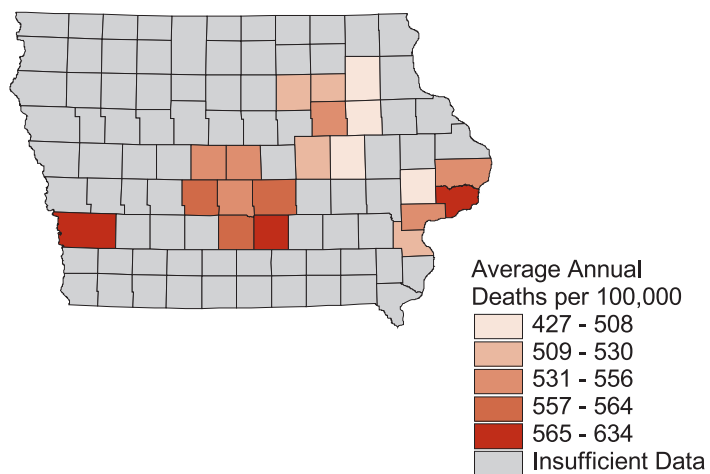 Average Annual
Deaths per 100,000
427 - 508
509 - 530
531 - 556
557 - 564
565 - 634
Insufficient Data